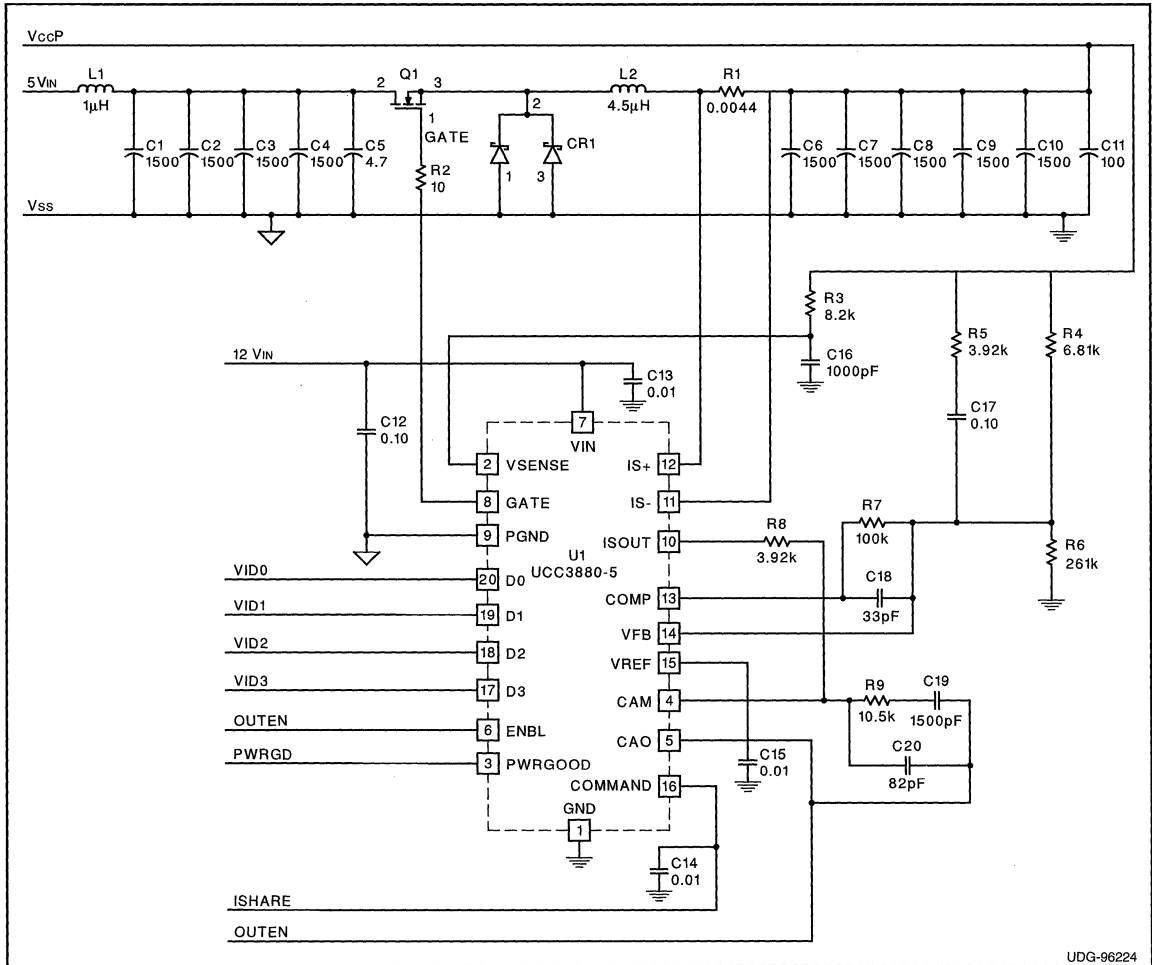 VccP
5VIN
L1
1µH
Q1
2
3
1
GATE
L2
4.5µH
R1
0.0044
C1
1500
C2
1500
C3
1500
C4
1500
C5
4.7
R2
10
2
CR1
1
3
C6
1500
C7
1500
C8
1500
C9
1500
C10
1500
C11
100
Vss
R3
8.2k
C16
1000pF
R5
3.92k
R4
6.81k
C17
0.10
12 VIN
C13
0.01
C12
0.10
7
VIN
2 VSENSE
IS+ 12
8 GATE
IS- 11
9 PGND
ISOUT 10
R8
3.92k
R7
100k
R6
261k
U1
UCC3880-5
VID0
20 D0
COMP 13
C18
33pF
VID1
19 D1
VFB 14
VID2
18 D2
VREF 15
VID3
17 D3
CAM 4
R9
10.5k
C19
1500pF
OUTEN
6 ENBL
CAO 5
C20
82pF
PWRGD
3 PWRGOOD
C15
0.01
COMMAND 16
GND
1
C14
0.01
ISHARE
OUTEN
UDG-96224